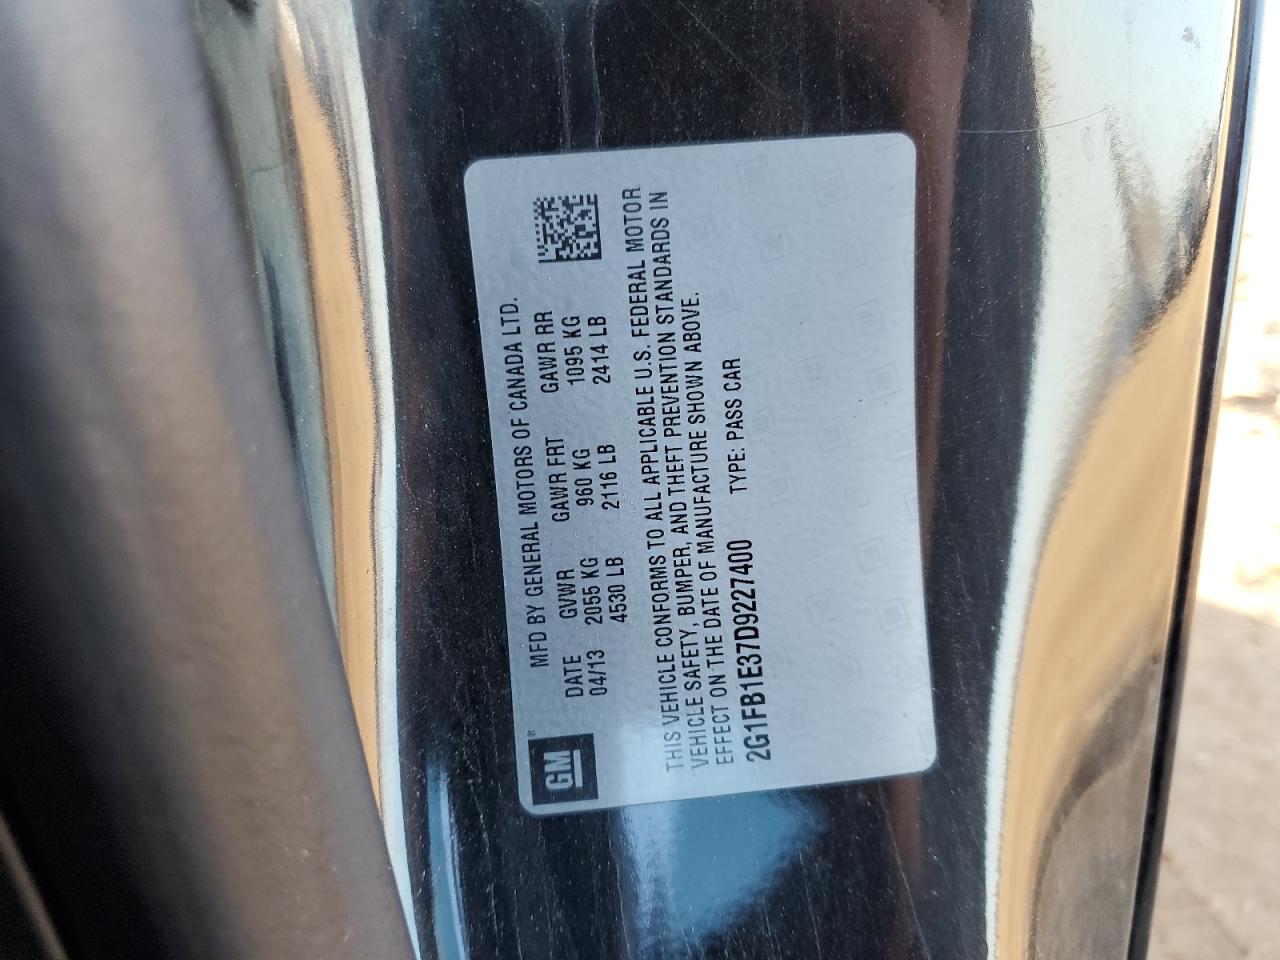 GM®
MFD BY GENERAL MOTORS OF CANADA LTD.
DATE GVWR GAWR FRT GAWR RR
04/13 2055 KG 960 KG 1095 KG
4530 LB 2116 LB 2414 LB
THIS VEHICLE CONFORMS TO ALL APPLICABLE U.S. FEDERAL MOTOR
VEHICLE SAFETY, BUMPER, AND THEFT PREVENTION STANDARDS IN
EFFECT ON THE DATE OF MANUFACTURE SHOWN ABOVE.
2G1FB1E37D9227400 TYPE: PASS CAR